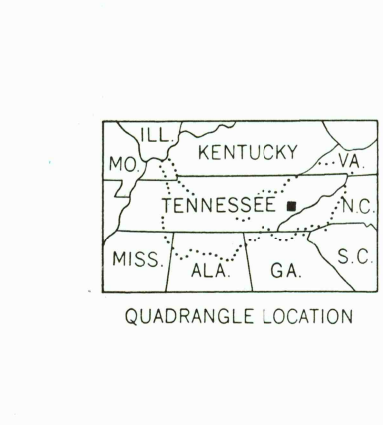 ILL.
KENTUCKY
MO.
VA.
TENNESSEE
N.C.
MISS.
ALA.
GA.
S.C.
QUADRANGLE LOCATION